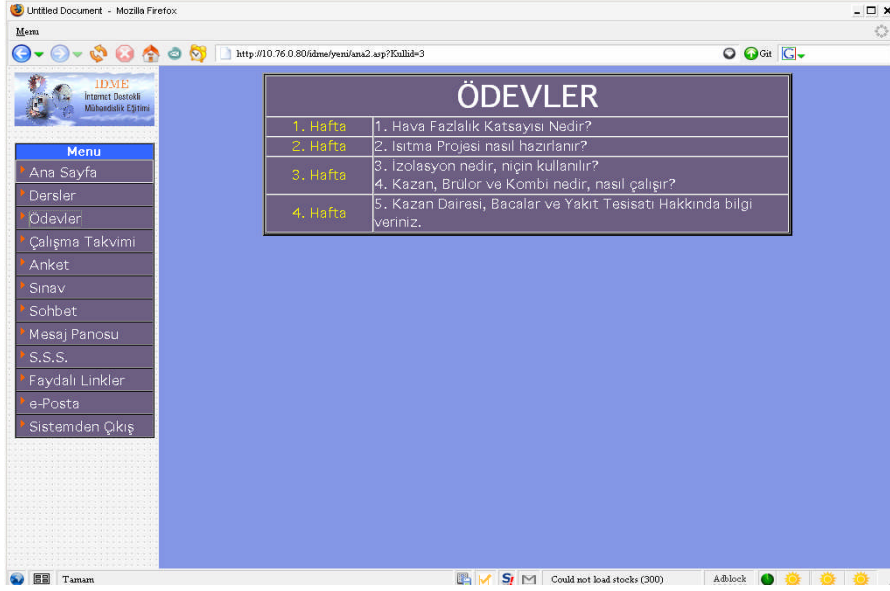 Untitled Document - Mozilla Firefox
Menu
http://10.76.0.80/idme/yeni/ana2.asp?Kullid=3
Git
G
IDME
İnternet Destekli
Mühendislik Eğitimi
Menu
Ana Sayfa
Dersler
Ödevler
Çalışma Takvimi
Anket
Sınav
Sohbet
Mesaj Panosu
S.S.S.
Faydalı Linkler
e-Posta
Sistemden Çıkış
ÖDEVLER
1. Hafta 1. Hava Fazlalık Katsayısı Nedir?
2. Hafta 2. Isıtma Projesi nasıl hazırlanır?
3. Hafta 3. İzolasyon nedir, niçin kullanılır?
4. Kazan, Brülor ve Kombi nedir, nasıl çalışır?
4. Hafta 5. Kazan Dairesi, Bacalar ve Yakıt Tesisatı Hakkında bilgi
veriniz.
Tamam
Could not load stocks (300)
Adblock